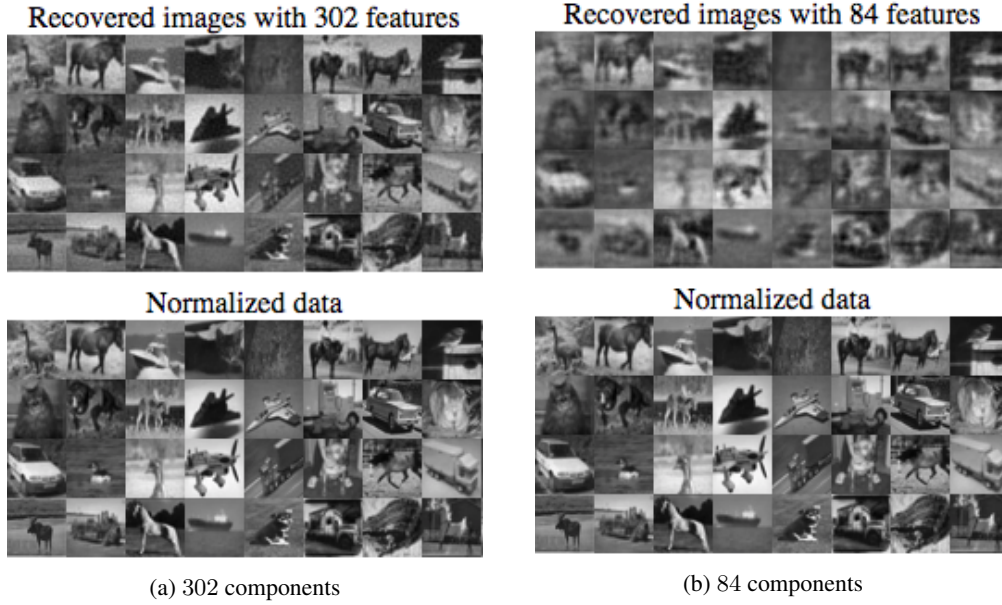 Recovered images with 302 features
Normalized data
(a) 302 components
Recovered images with 84 features
Normalized data
(b) 84 components